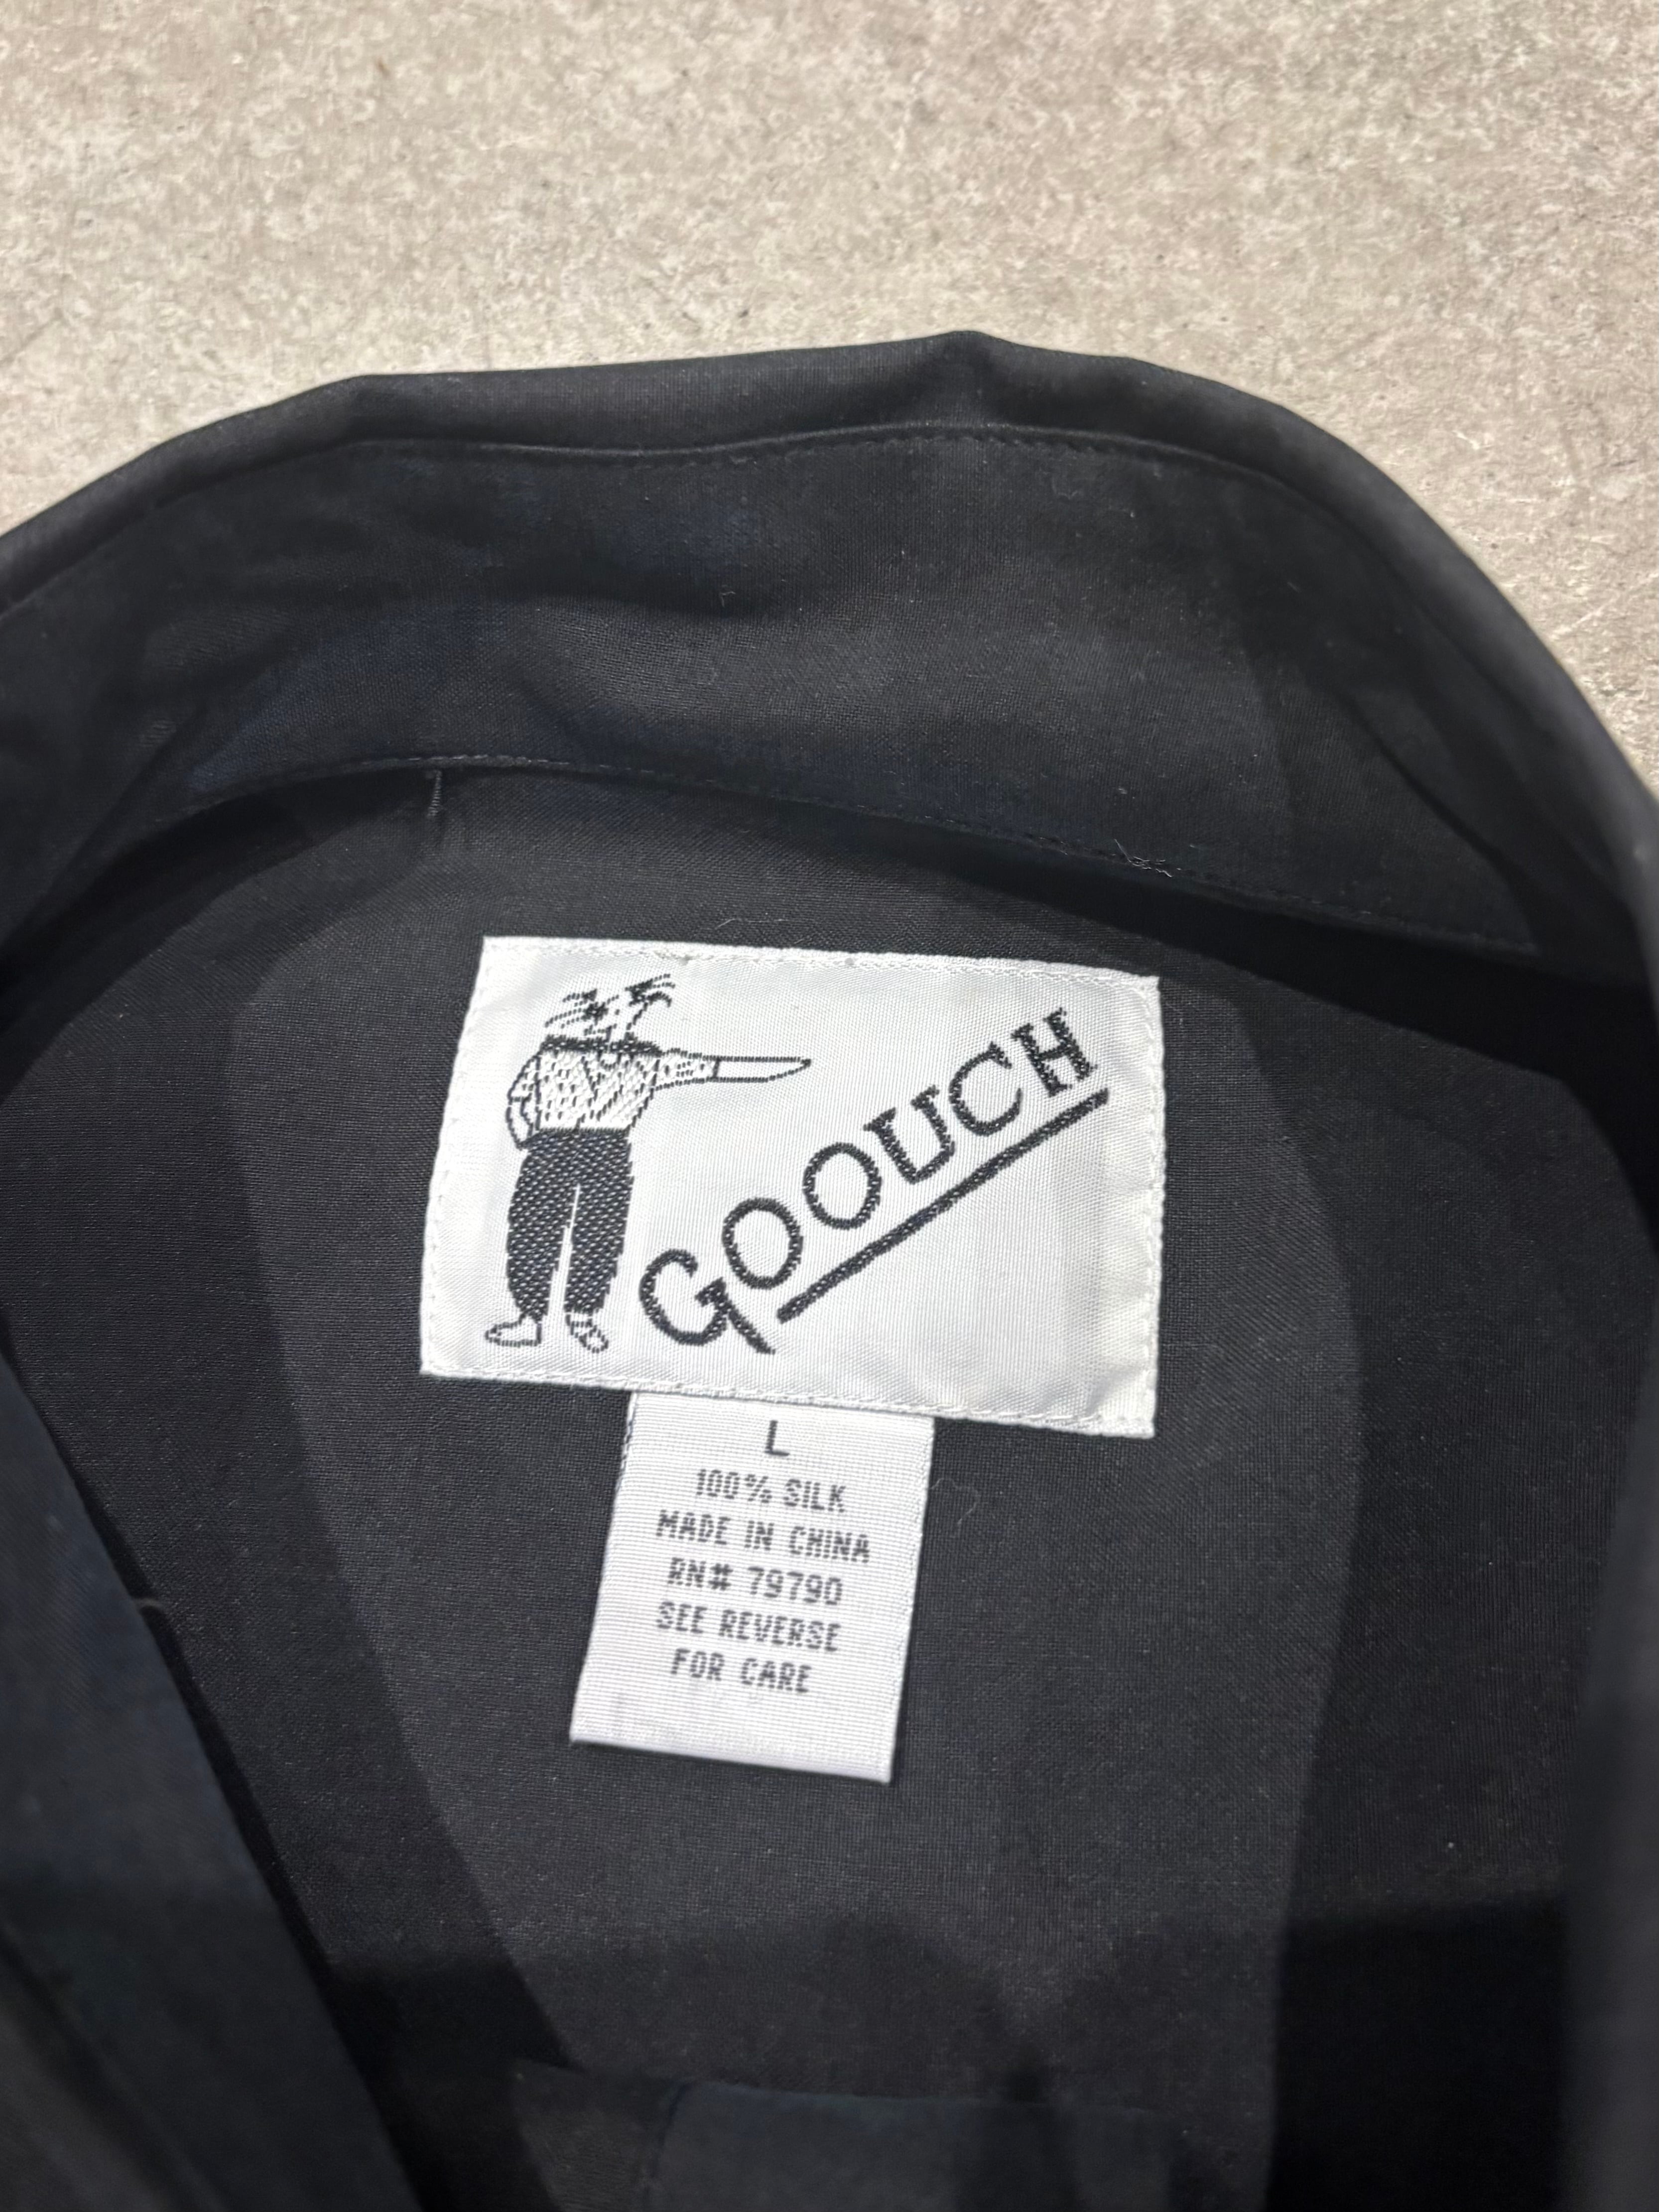 GOOUCH
L
100% SILK
MADE IN CHINA
RN# 79790
SEE REVERSE
FOR CARE